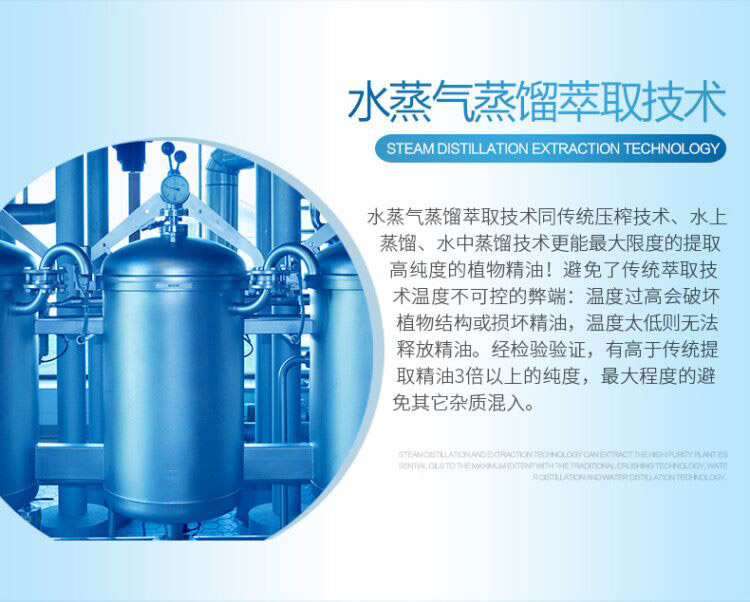 水蒸气蒸馏萃取技术
STEAM DISTILLATION EXTRACTION TECHNOLOGY
水蒸气蒸馏萃取技术同传统压榨技术、水上
蒸馏、水中蒸馏技术更能最大限度的提取
高纯度的植物精油！避免了传统萃取技
术温度不可控的弊端：温度过高会破坏
植物结构或损坏精油，温度太低则无法
释放精油。经检验验证，有高于传统提
取精油3倍以上的纯度，最大程度的避
免其它杂质混入。
STEAM DISTILLATION AND EXTRACTION TECHNOLOGY CAN EXTRACT THE HIGH PURITY PLANT ES
SENTIAL OILS TO THE MAXIMUM EXTENT WITH THE TRADITIONAL CRUSHING TECHNOLOGY, WATE
R DISTILLATION AND WATER DISTILLATION TECHNOLOGY.